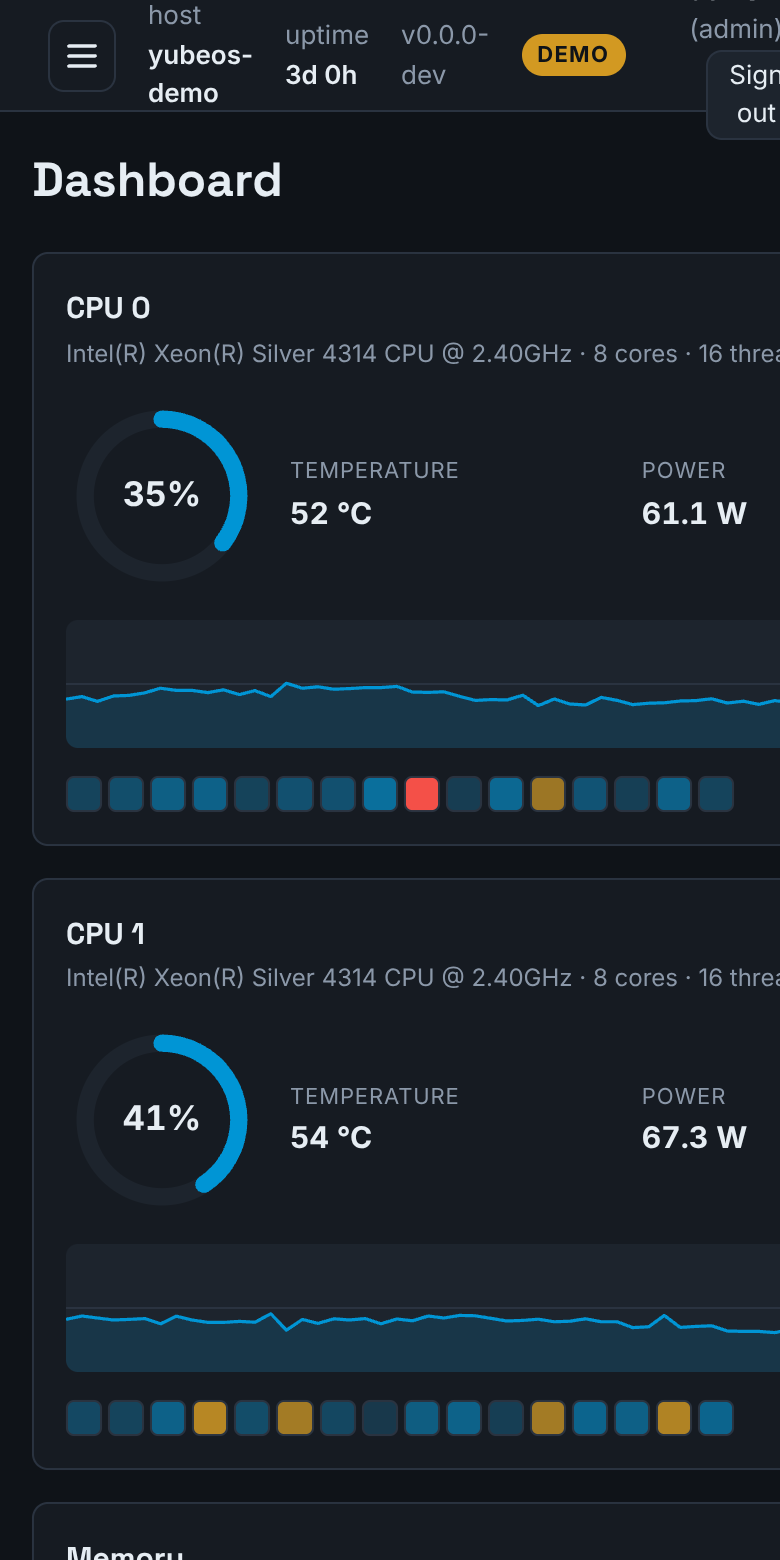 host
yubeos-
demo
uptime
3d 0h
v0.0.0-
dev
DEMO
(admin)
Sign
out
Dashboard
CPU 0
Intel(R) Xeon(R) Silver 4314 CPU @ 2.40GHz · 8 cores · 16
35%
TEMPERATURE
52 °C
POWER
61.1 W
CPU 1
Intel(R) Xeon(R) Silver 4314 CPU @ 2.40GHz · 8 cores · 16
41%
TEMPERATURE
54 °C
POWER
67.3 W
Memory